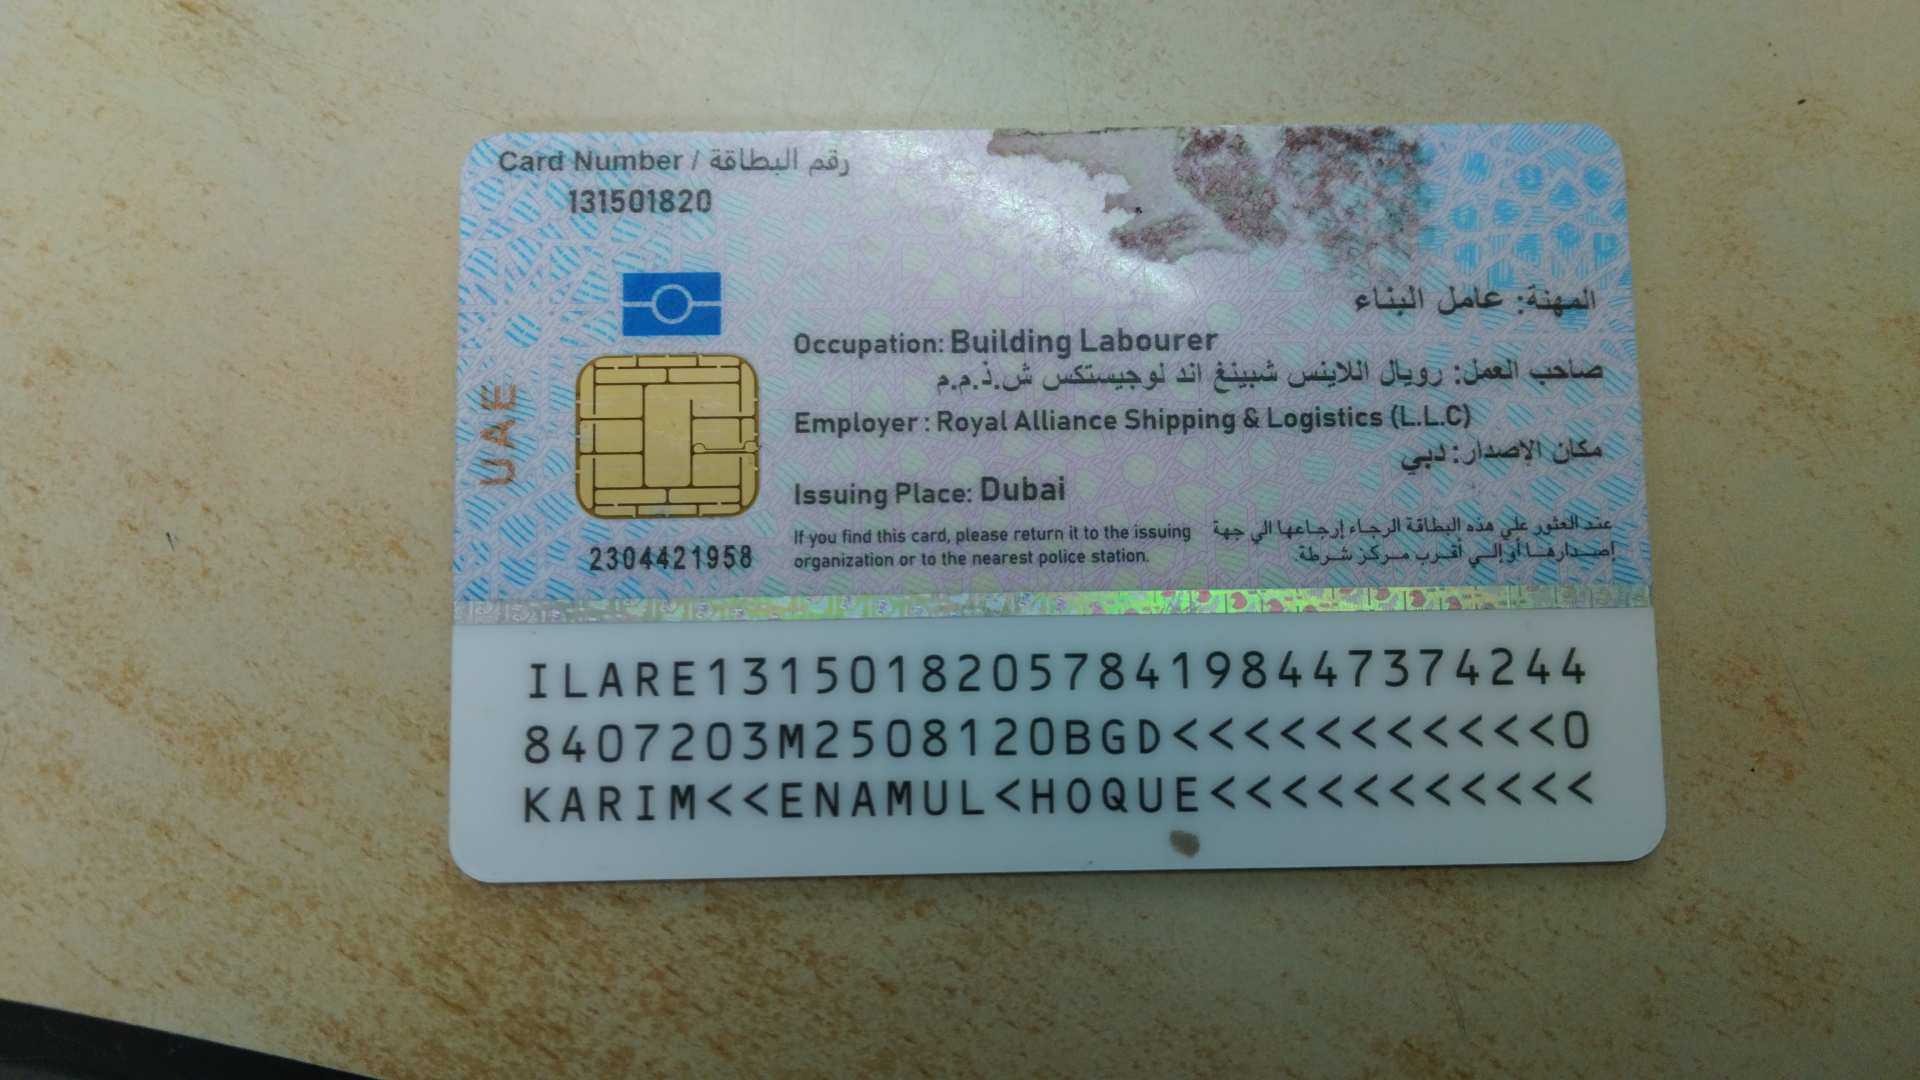 Card Number / رقم البطاقة
131501820
المهنة: عامل البناء
Occupation: Building Labourer
صاحب العمل: رويال اللاينس شبينغ اند لوجيستكس ش.ذ.م.م
Employer : Royal Alliance Shipping & Logistics (L.L.C)
مكان الإصدار: دبي
Issuing Place: Dubai
UAE
2304421958
If you find this card, please return it to the issuing
organization or to the nearest police station.
عند العثور علي هذه البطاقة الرجاء إرجاعها الي جهة
إصدارها أو إلي أقرب مركز شرطة.
ILARE1315018205784198447374244
8407203M2508120BGD<<<<<<<<<<<0
KARIM<<ENAMUL<HOQUE<<<<<<<<<<<